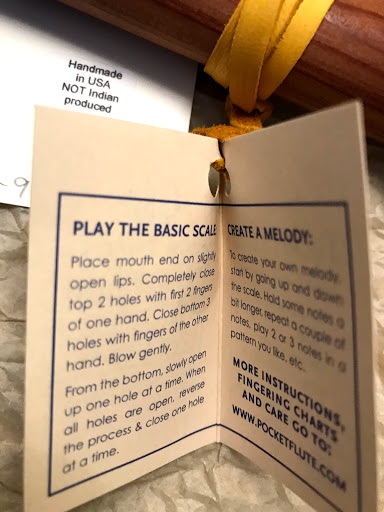 Handmade
in USA
NOT Indian
produced
9
PLAY THE BASIC SCALE
Place mouth end on slightly
open lips. Completely close
top 2 holes with first 2 fingers
of one hand. Close bottom 3
holes with fingers of the other
hand. Blow gently.
From the bottom, slowly open
up one hole at a time. When
all holes are open, reverse
the process & close one hole
at a time.
CREATE A MELODY:
To create your own melody,
start by going up and down
the scale. Hold some notes a
bit longer, repeat a couple of
notes, play 2 or 3 notes in a
pattern you like, etc.
MORE INSTRUCTIONS,
FINGERING CHARTS
AND CARE GO TO:
WWW.POCKETFLUTE.COM